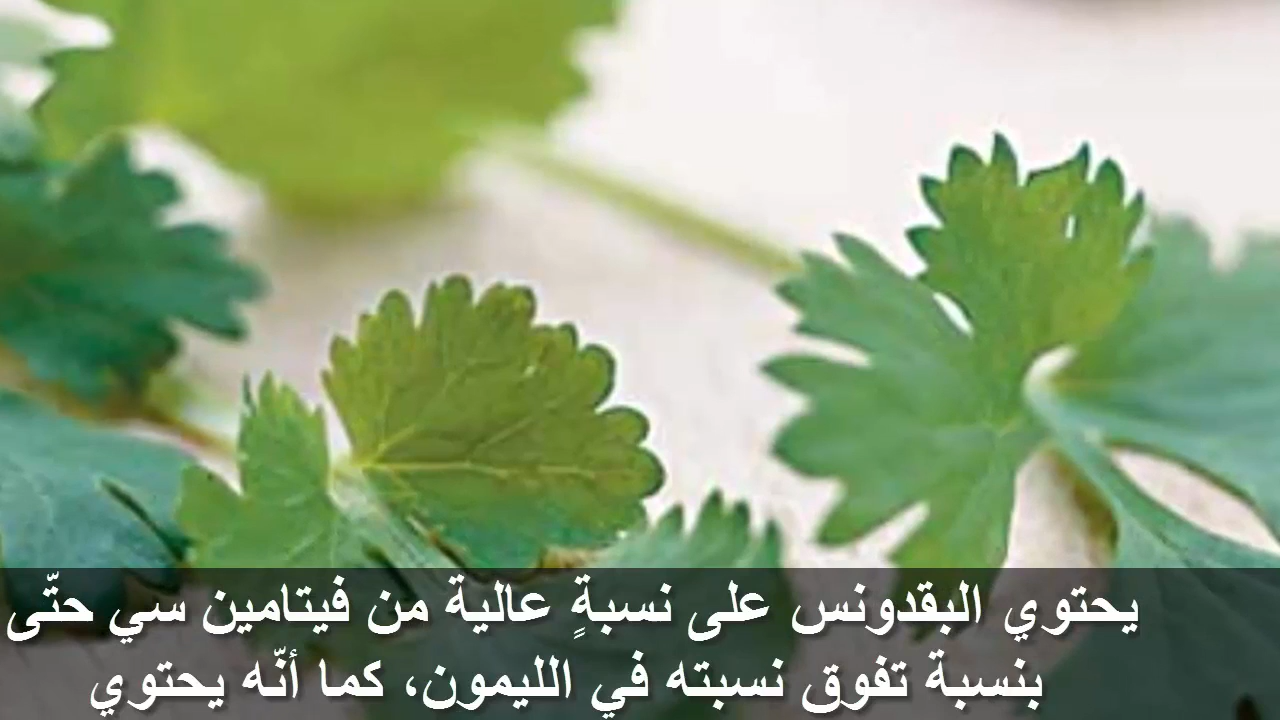 يحتوي البقدونس على نسبةٍ عالية من فيتامين سي حتّى
بنسبة تفوق نسبته في الليمون، كما أنّه يحتوي